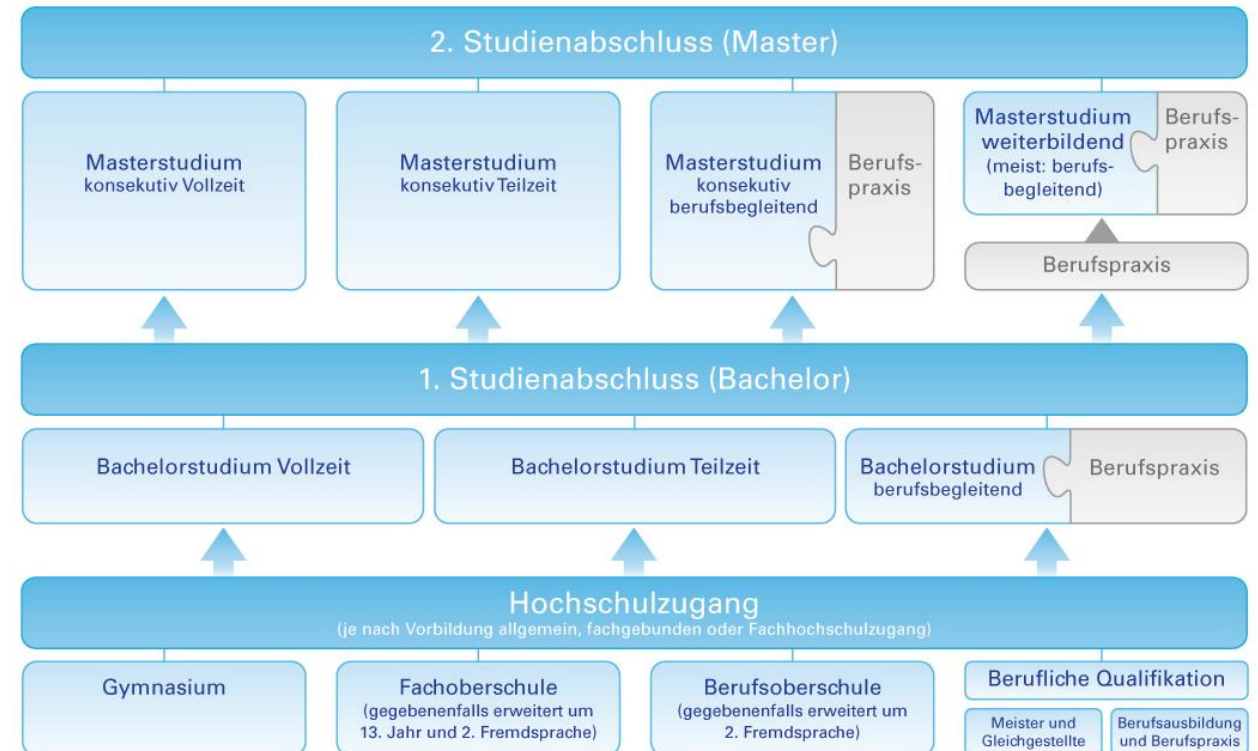 2. Studienabschluss (Master)
Masterstudium
konsekutiv Vollzeit
Masterstudium
konsekutiv Teilzeit
Masterstudium
konsekutiv
berufsbegleitend
Berufs-
praxis
Masterstudium
weiterbildend
(meist: berufs-
begleitend)
Berufs-
praxis
Berufspraxis
1. Studienabschluss (Bachelor)
Bachelorstudium Vollzeit
Bachelorstudium Teilzeit
Bachelorstudium
berufsbegleitend
Berufspraxis
Hochschulzugang
(je nach Vorbildung allgemein, fachgebunden oder Fachhochschulzugang)
Gymnasium
Fachoberschule
(gegebenenfalls erweitert um
13. Jahr und 2. Fremdsprache)
Berufsoberschule
(gegebenenfalls erweitert um
2. Fremdsprache)
Berufliche Qualifikation
Meister und
Gleichgestellte
Berufsausbildung
und Berufspraxis